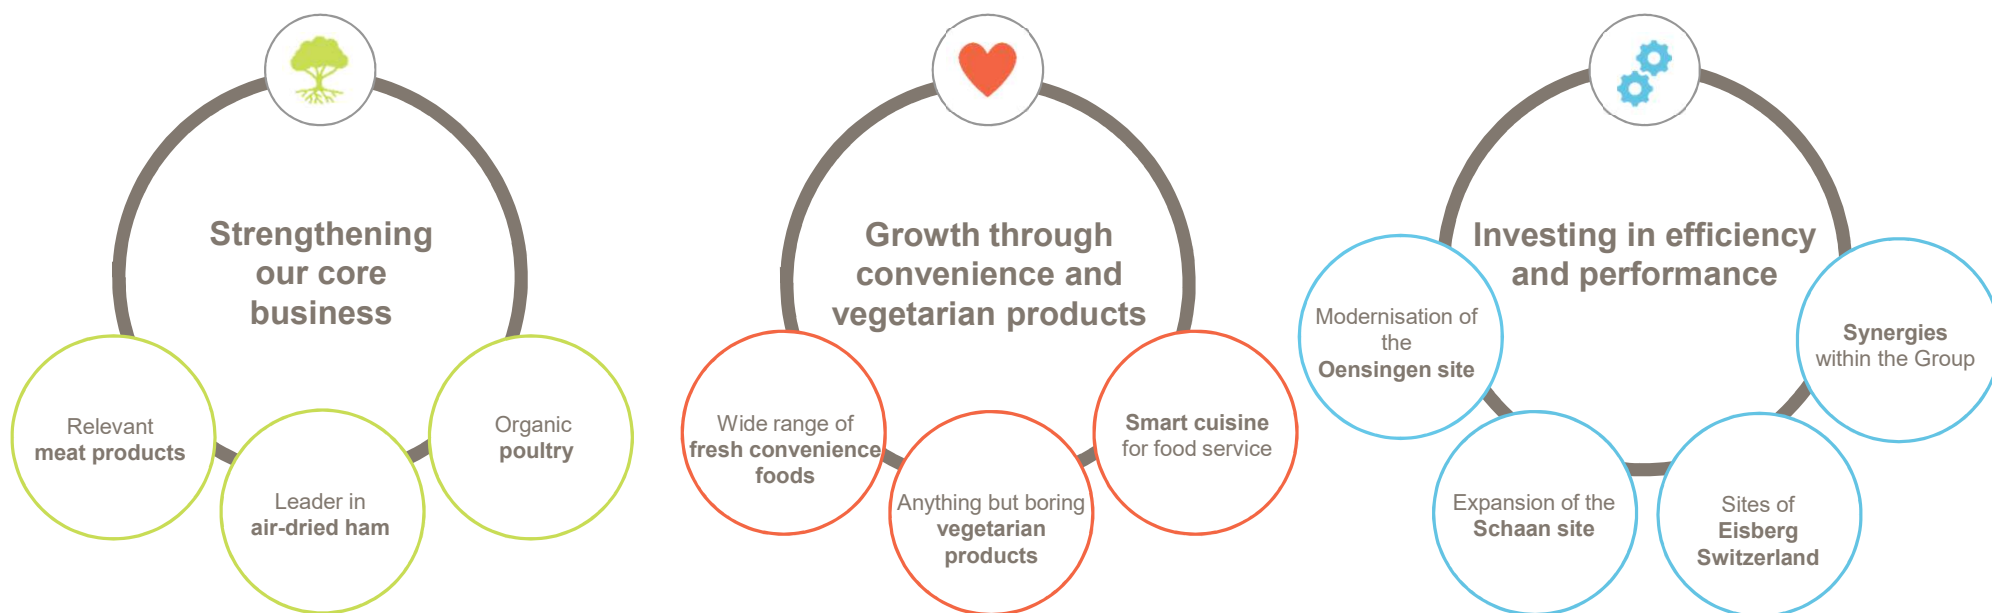 Strengthening
our core
business
Relevant
meat products
Leader in
air-dried ham
Organic
poultry
Growth through
convenience and
vegetarian products
Wide range of
fresh convenience
foods
Anything but boring
vegetarian
products
Smart cuisine
for food service
Investing in efficiency
and performance
Modernisation of
the
Oensingen site
Expansion of the
Schaan site
Sites of
Eisberg
Switzerland
Synergies
within the Group